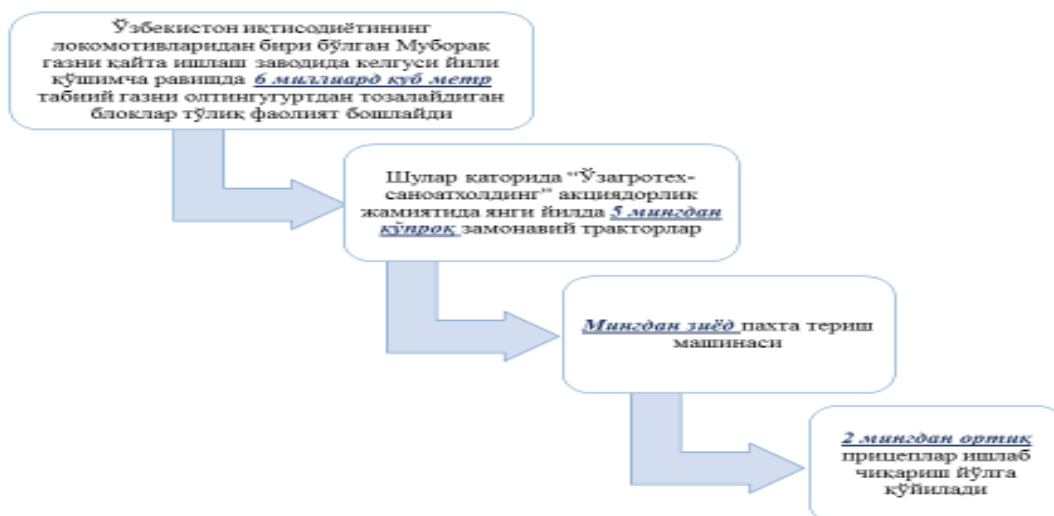 Ўзбекистон иқтисодиётининг
локомотивларидан бири бўлган Муборак
газни қайта ишлаш заводида келгуси йили
қўшимча равишда 6 миллиард куб метр
табиий газни олтингугуртдан тозалайдиган
блоклар тўлиқ фаолият бошлайди
Шулар қаторида “Ўзагротех-
саноатхолдинг” акциядорлик
жамиятида янги йилда 5 мингдан
кўпроқ замонавий тракторлар
Мингдан зиёд пахта териш
машинаси
2 мингдан ортиқ
прицеплар ишлаб
чиқариш йўлга
қўйилади